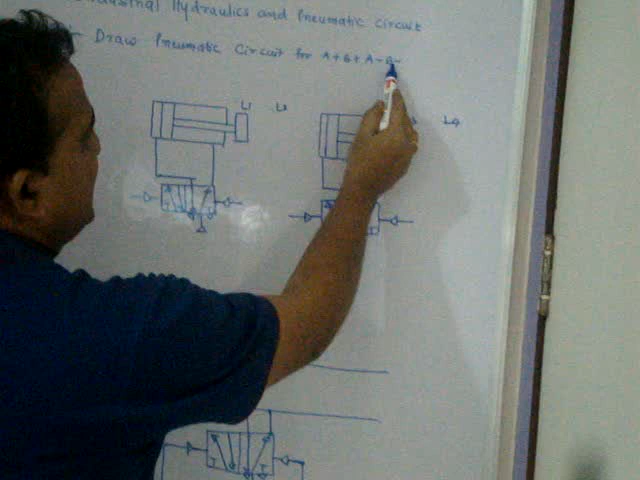 Hydraulics and Pneumatic Circuit
Draw Pneumatic Circuit for A+B+A-B-
L1 L2 L4